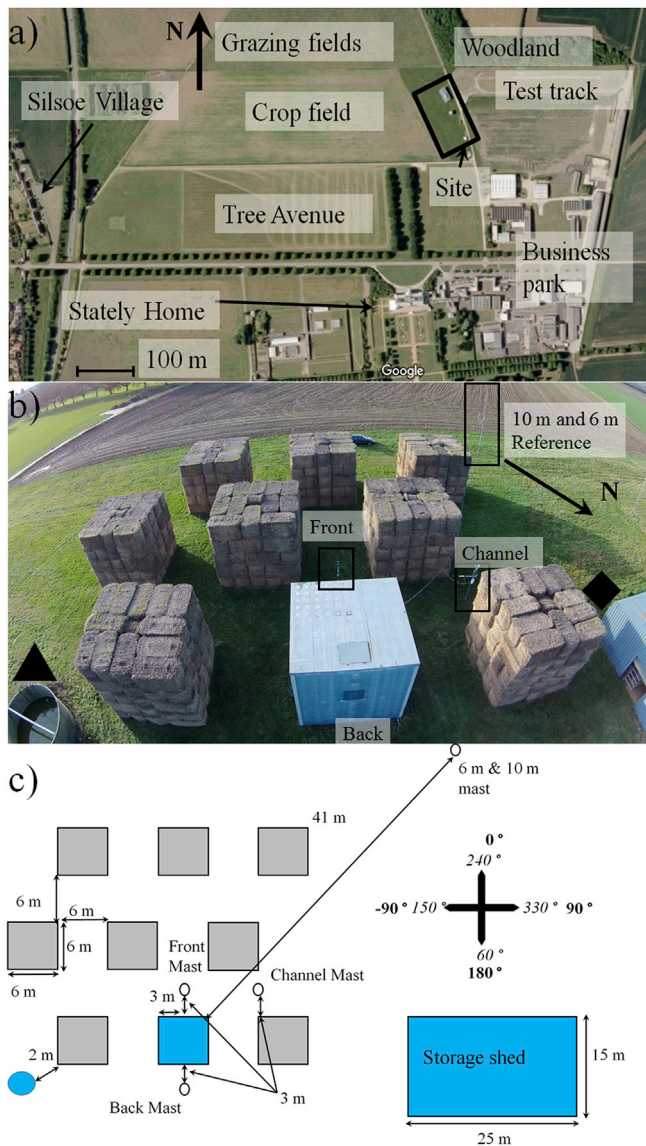 a)
N
Grazing fields
Woodland
Silsoe Village
Crop field
Test track
Site
Tree Avenue
Business
park
Stately Home
100 m
Google
b)
10 m and 6 m
Reference
N
Front
Channel
Back
c)
6 m & 10 m
mast
41 m
0 °
240 °
6 m
6 m
-90 °
150 °
330 °
90 °
6 m
Front
Mast
60 °
180 °
6 m
Channel Mast
3 m
2 m
Storage shed
15 m
3 m
Back Mast
25 m